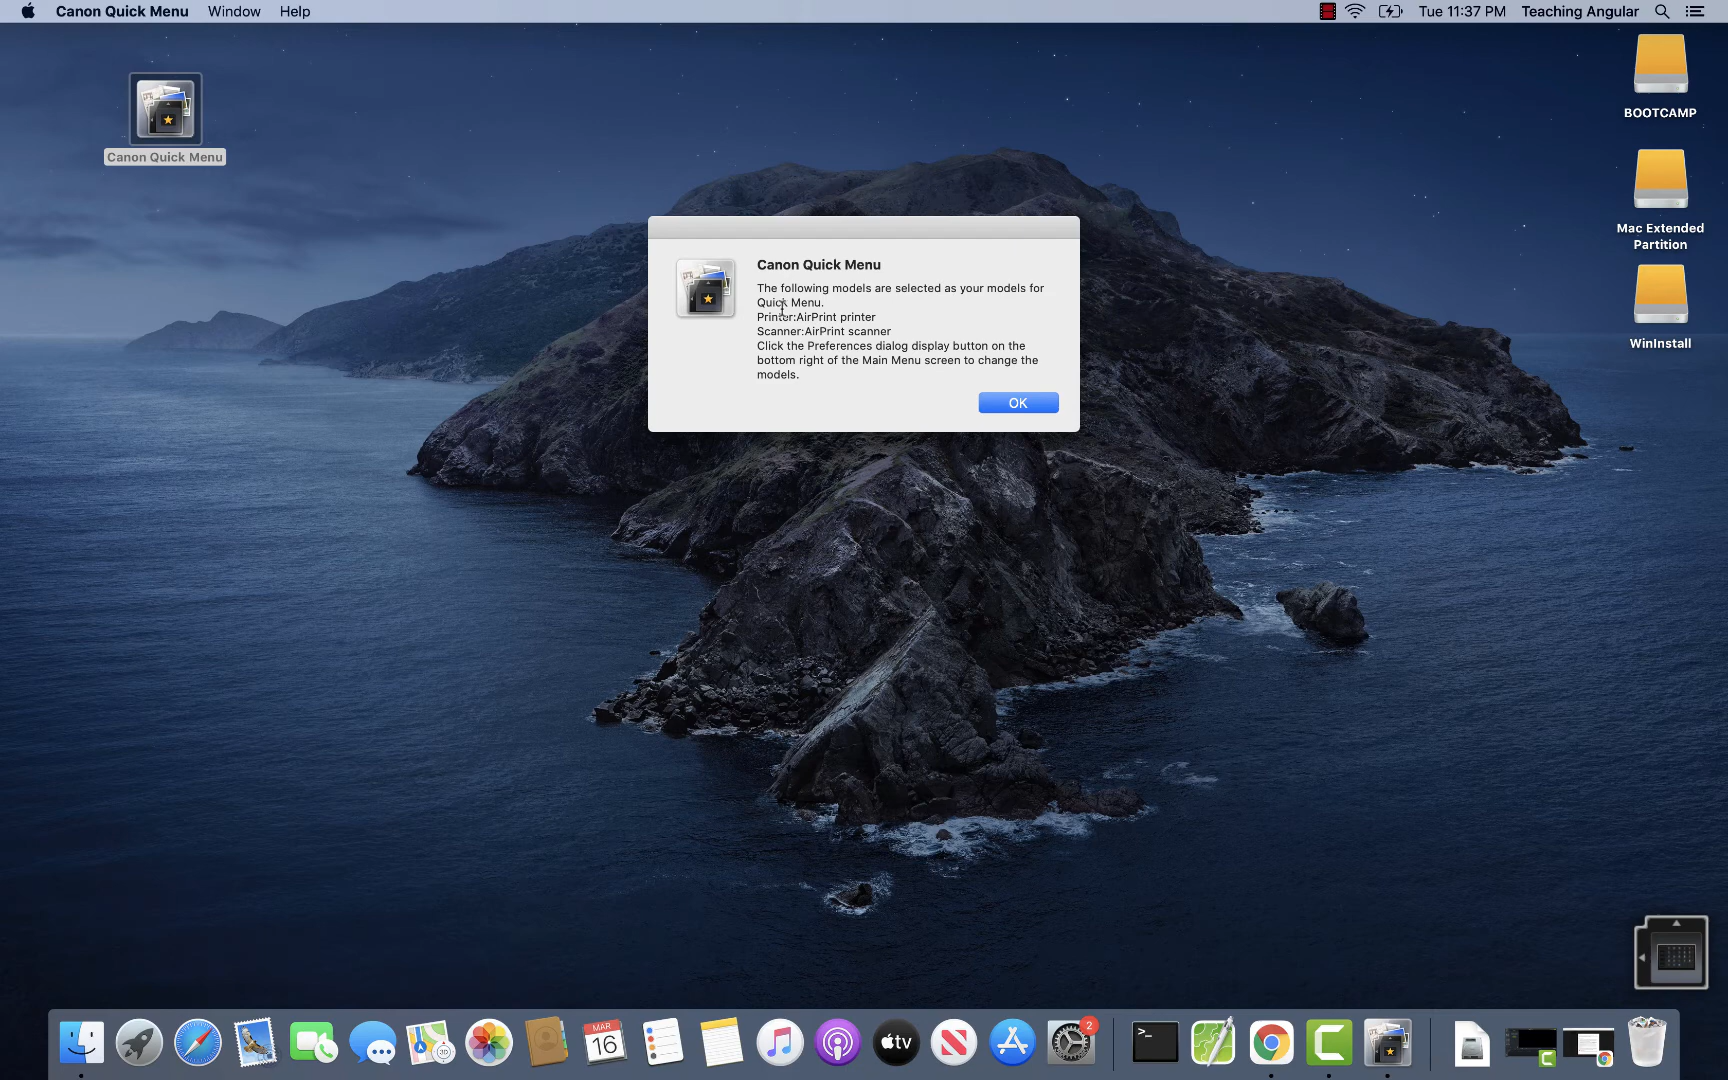 Canon Quick Menu Window Help Tue 11:37 PM Teaching Angular
BOOTCAMP
Canon Quick Menu
Mac Extended
Partition
WinInstall
Canon Quick Menu
The following models are selected as your models for
Quick Menu.
Printer:AirPrint printer
Scanner:AirPrint scanner
Click the Preferences dialog display button on the
bottom right of the Main Menu screen to change the
models.
OK
MAR
16
3D
tv
2
>_